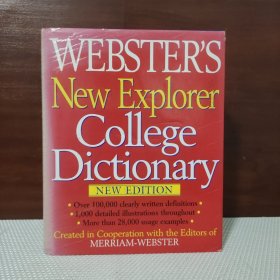 WEBSTER'S
New Explorer
College
Dictionary
NEW EDITION
• Over 100,000 clearly written definitions •
• 1,000 detailed illustrations throughout •
• More than 28,000 usage examples •
Created in Cooperation with the Editors of
MERRIAM-WEBSTER